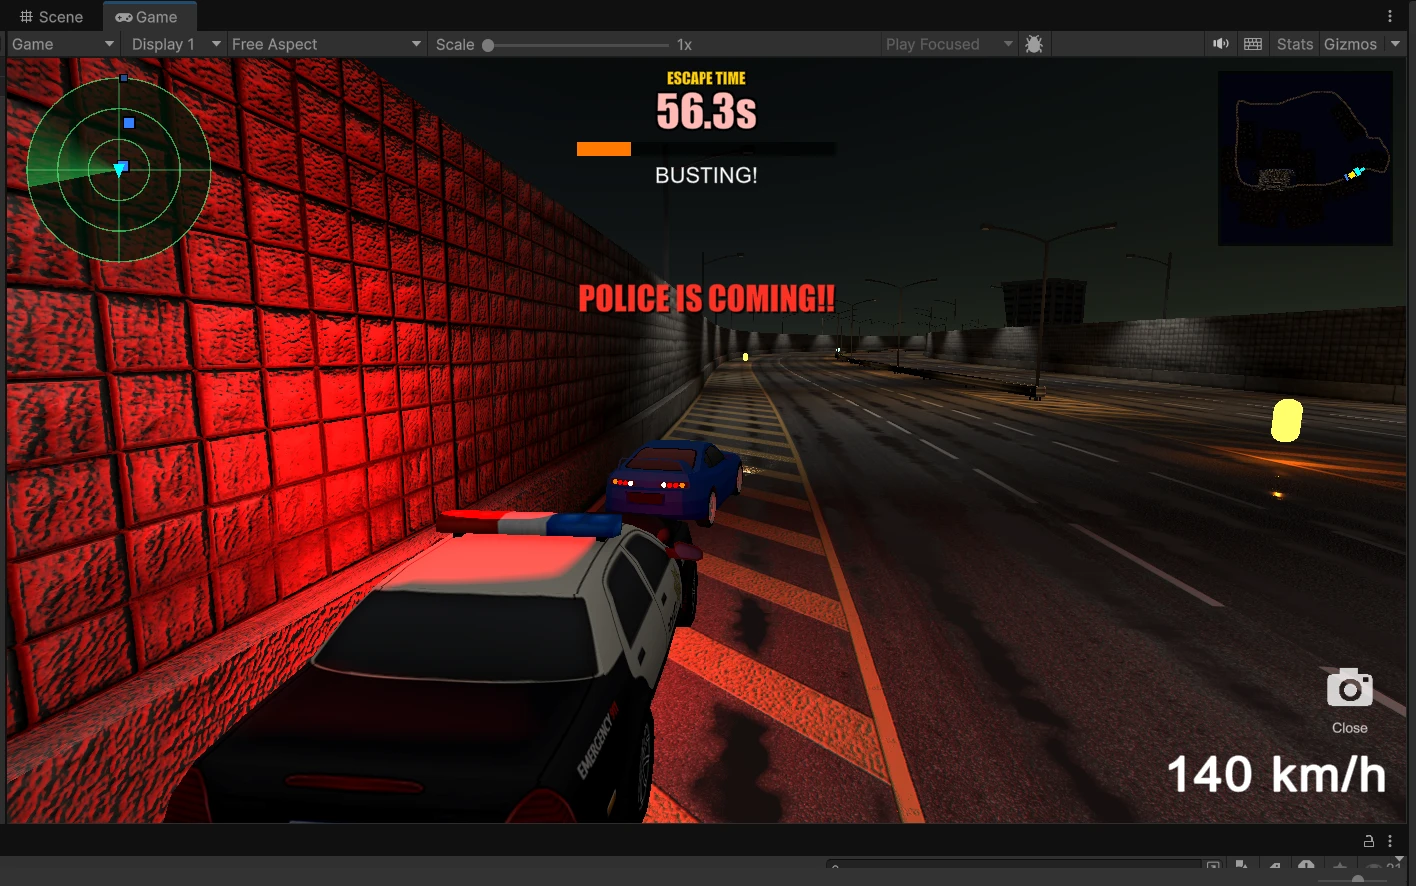 Scene
Game
Game
Display 1
Free Aspect
Scale
1x
Play Focused
Stats
Gizmos
ESCAPE TIME
56.3s
BUSTING!
POLICE IS COMING!!
EMERGENCY
Close
140 km/h